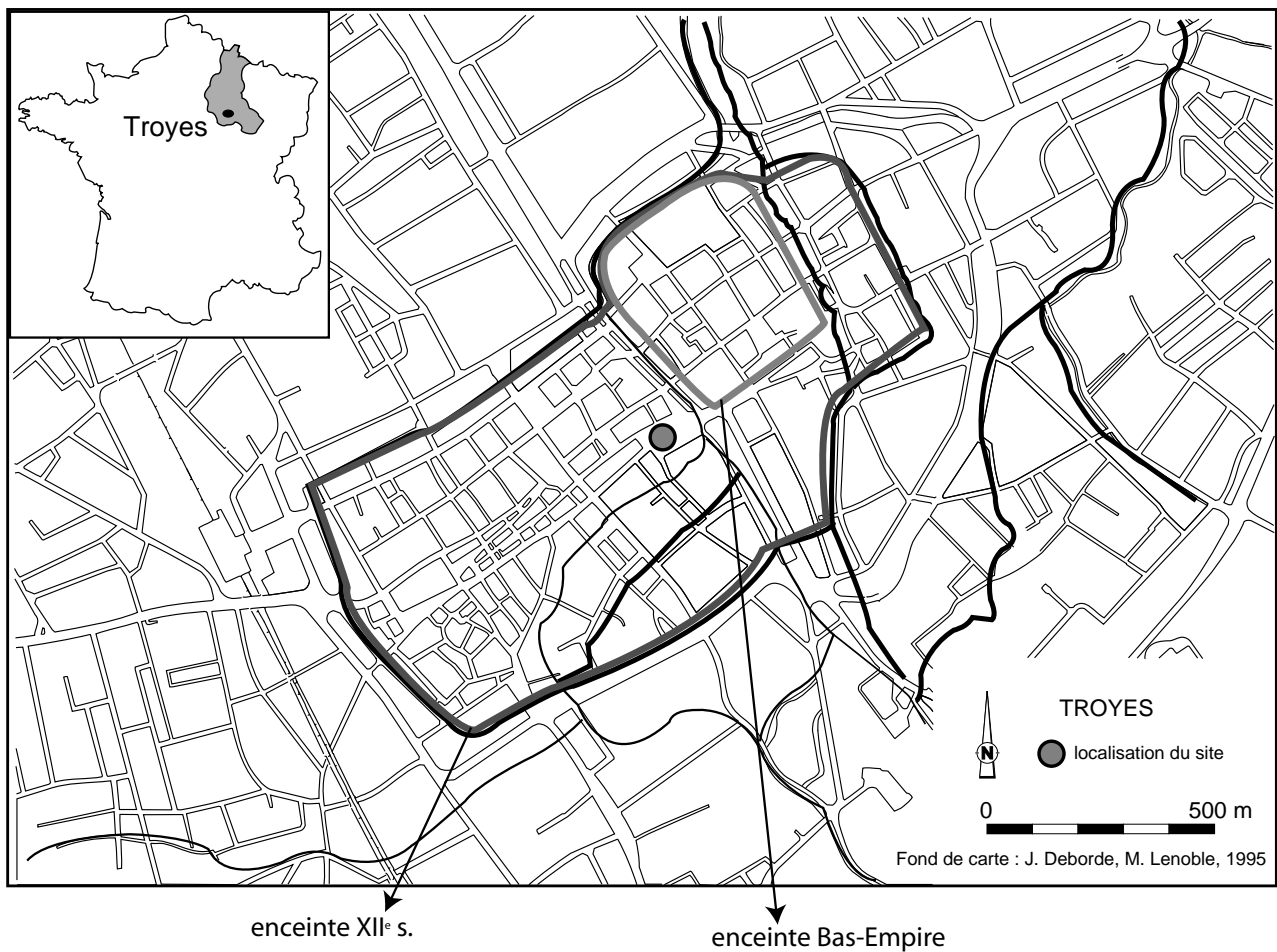 Troyes
N
TROYES
localisation du site
0 500 m
Fond de carte : J. Deborde, M. Lenoble, 1995
enceinte XIIᵉ s.
enceinte Bas-Empire